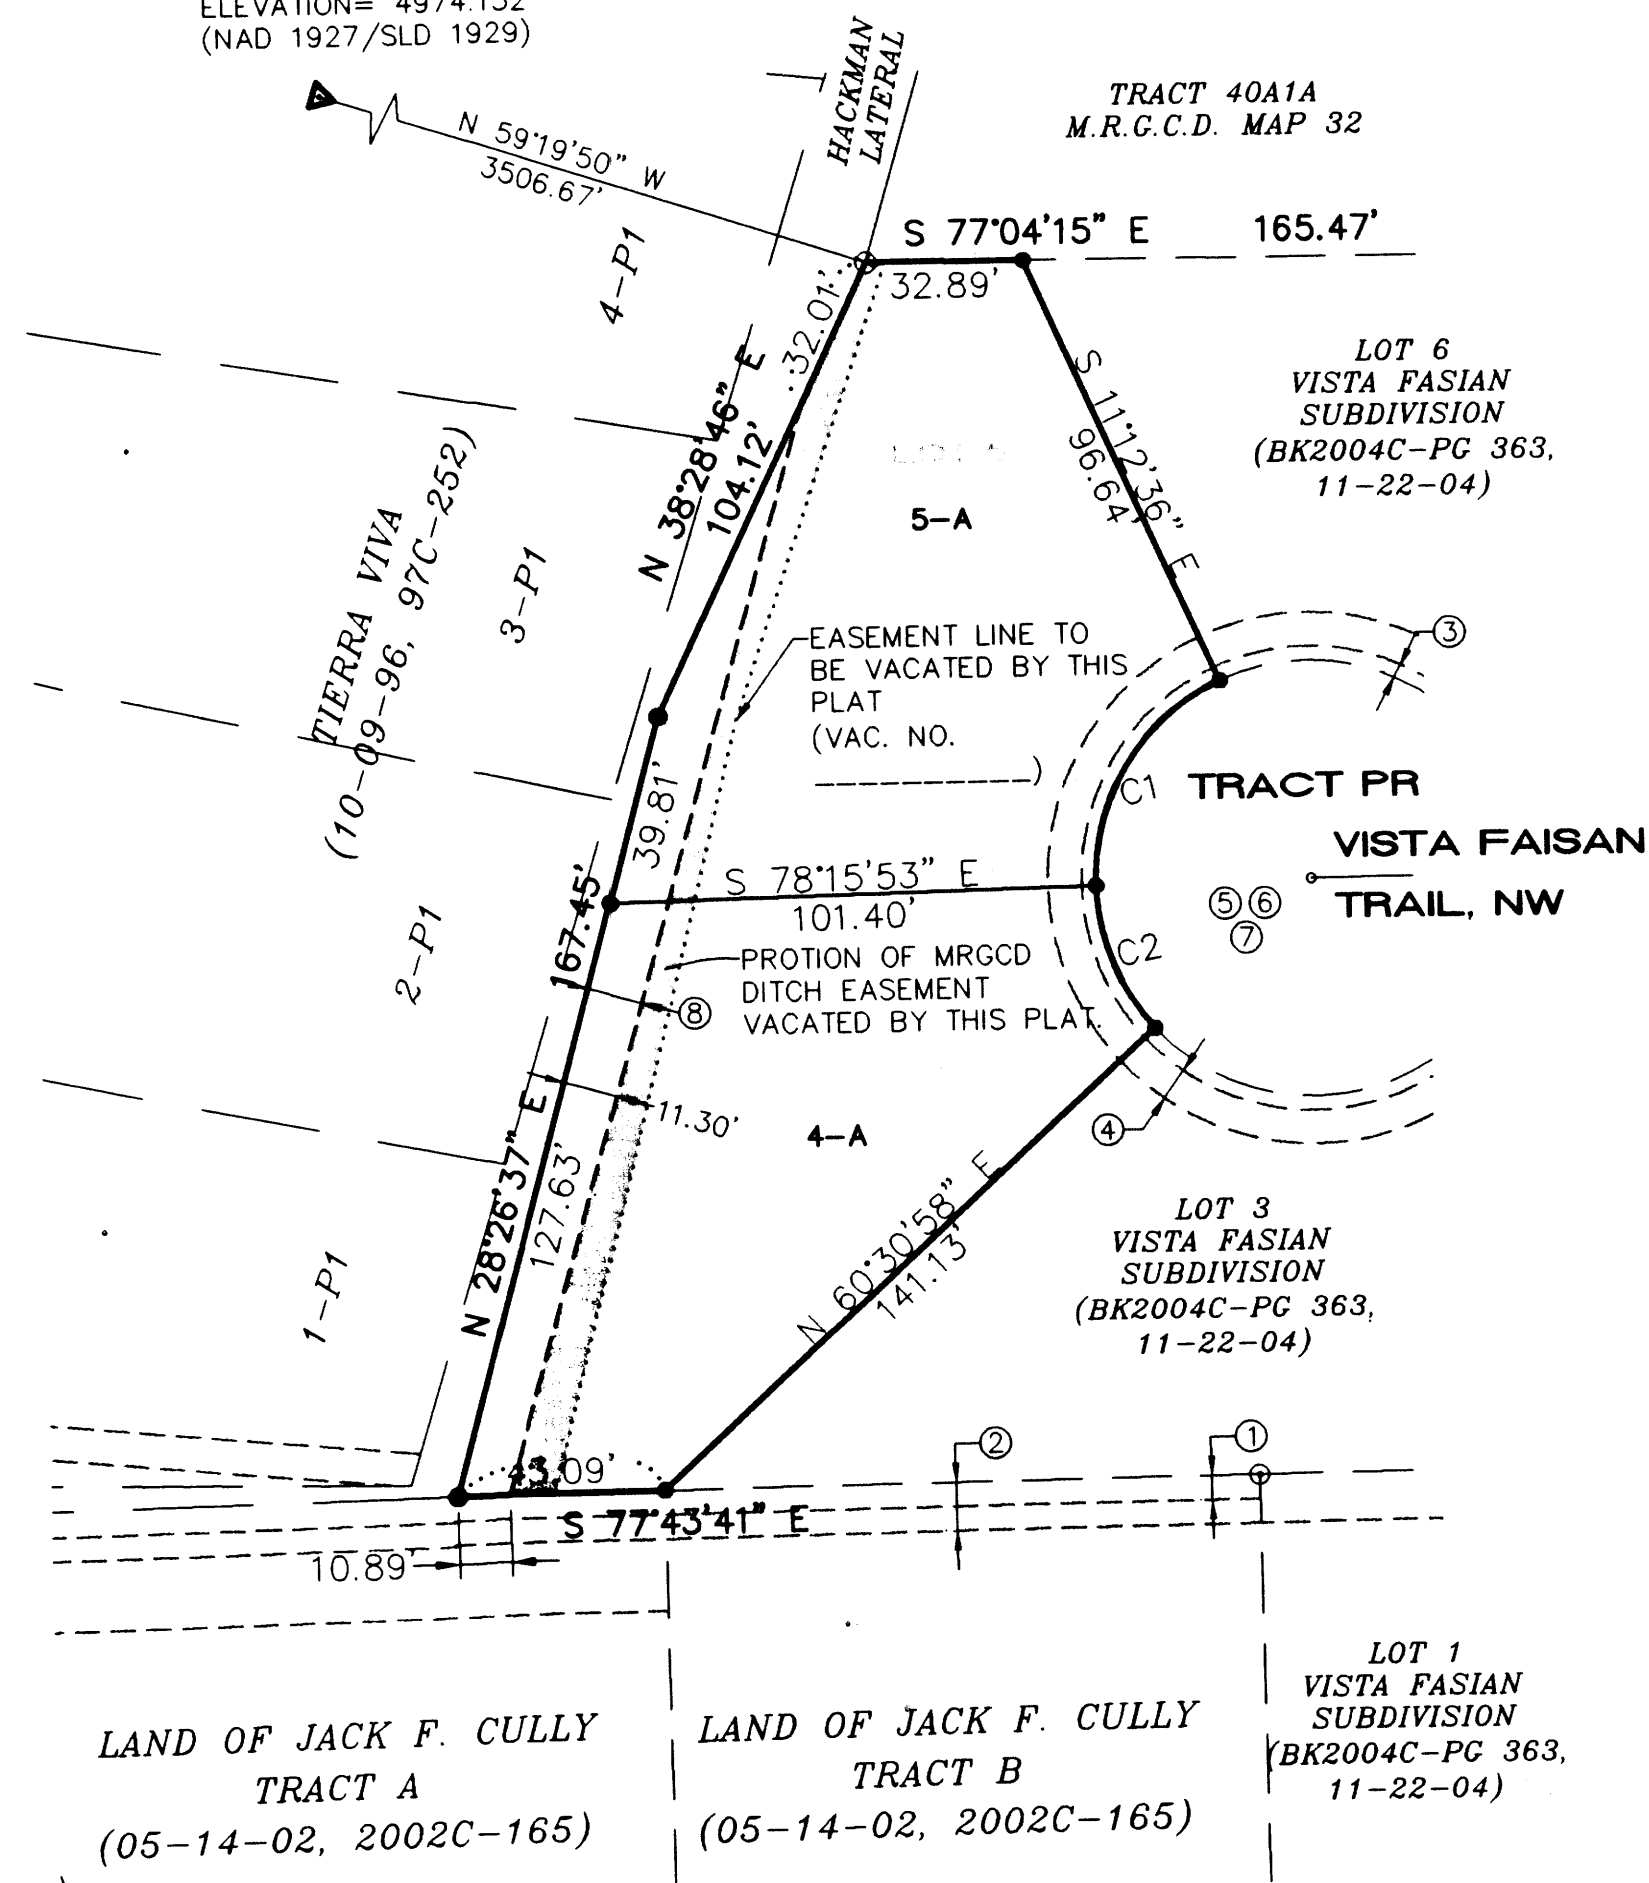 ELEVATION= 4974.152
(NAD 1927/SLD 1929)
N 59°19'50" W
3506.67'
HACKMAN
LATERAL
TRACT 40A1A
M.R.G.C.D. MAP 32
S 77°04'15" E 165.47'
32.89'
4-P1
32.01'
N 38°28'46" E
104.12'
S 11°12'36" E
96.64'
LOT 6
VISTA FASIAN
SUBDIVISION
(BK2004C-PG 363,
11-22-04)
5-A
TIERRA VIVA
(10-09-96, 97C-252)
3-P1
EASEMENT LINE TO
BE VACATED BY THIS
PLAT
(VAC. NO.
___________)
3
C1
TRACT PR
VISTA FAISAN
TRAIL, NW
5 6
7
39.81'
167.45'
S 78°15'53" E
101.40'
C2
2-P1
PROTION OF MRGCD
DITCH EASEMENT
VACATED BY THIS PLAT.
8
11.30'
4-A
4
N 28°26'37" E
127.63'
N 60°30'58" E
141.13'
LOT 3
VISTA FASIAN
SUBDIVISION
(BK2004C-PG 363,
11-22-04)
1-P1
2
1
43.09'
S 77°43'41" E
10.89'
LAND OF JACK F. CULLY
TRACT A
(05-14-02, 2002C-165)
LAND OF JACK F. CULLY
TRACT B
(05-14-02, 2002C-165)
LOT 1
VISTA FASIAN
SUBDIVISION
(BK2004C-PG 363,
11-22-04)